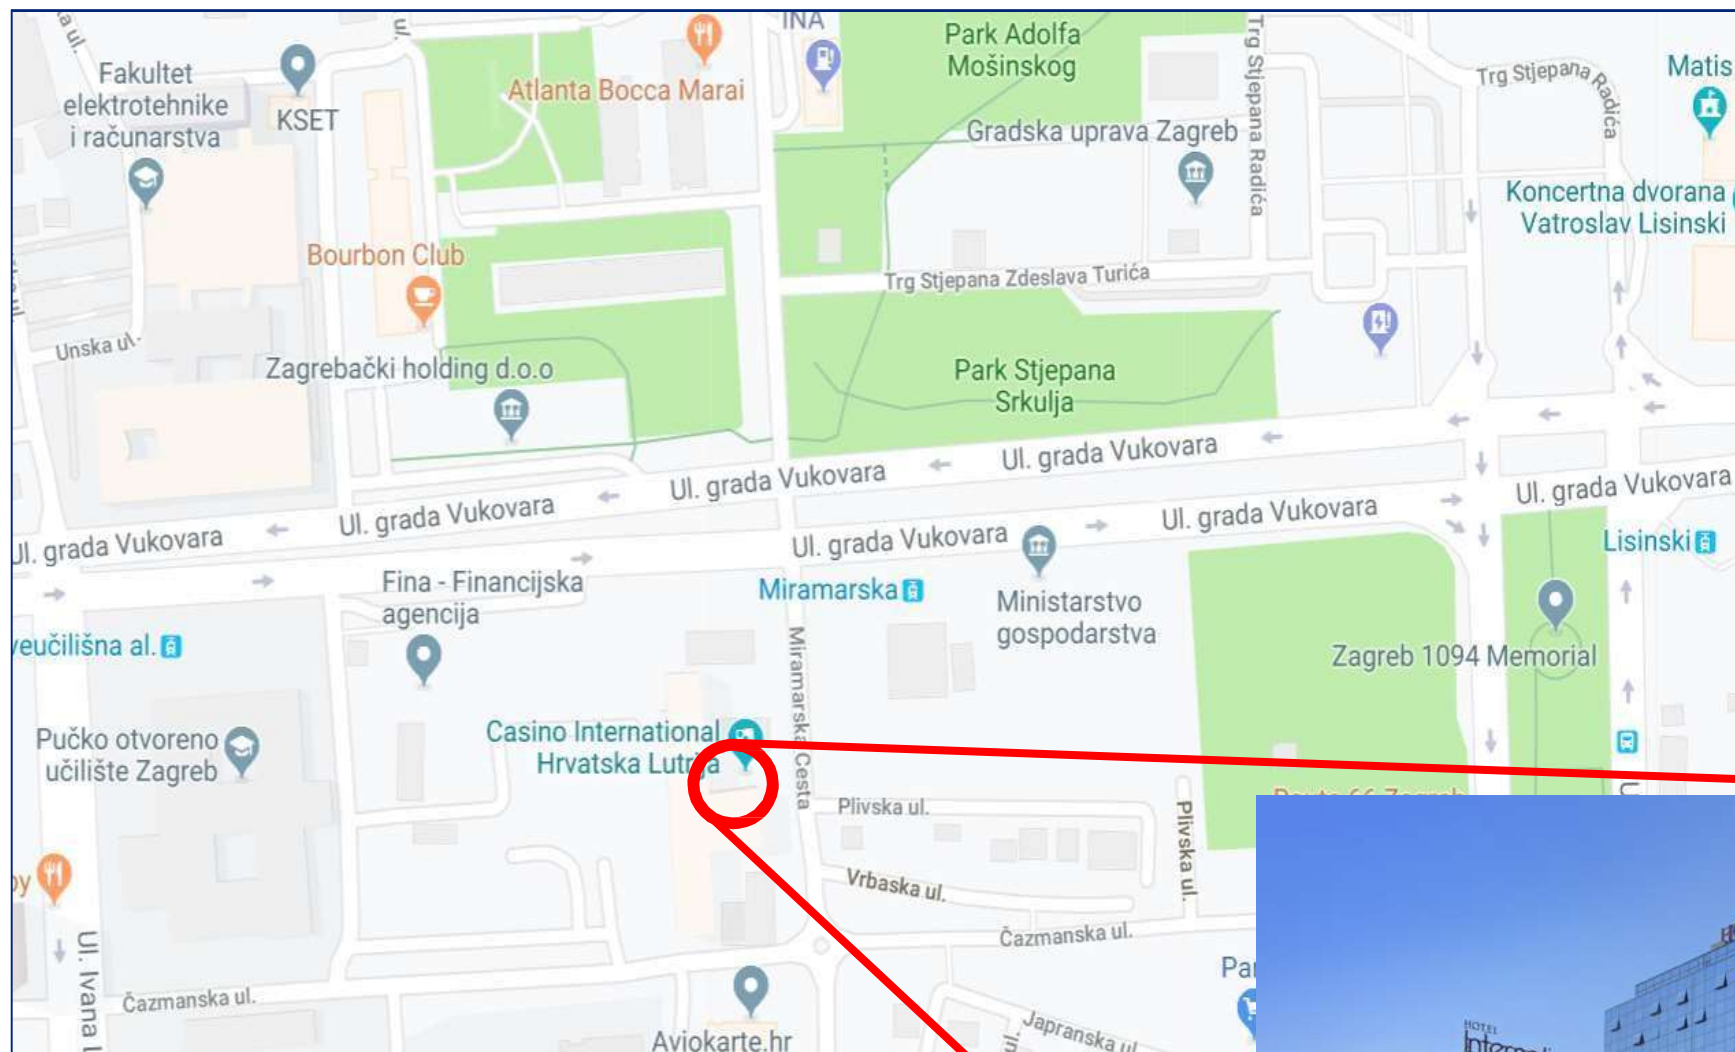 INA
Park Adolfa
Mošinskog
Trg Stjepana Radića
Trg Stjepana Radića
Matis
Fakultet
elektrotehnike
i računarstva
KSET
Atlanta Bocca Marai
Gradska uprava Zagreb
Koncertna dvorana
Vatroslav Lisinski
Bourbon Club
Trg Stjepana Zdeslava Turića
Unska ul.
Zagrebački holding d.o.o
Park Stjepana
Srkulja
Ul. grada Vukovara
Ul. grada Vukovara
Ul. grada Vukovara
Ul. grada Vukovara
Ul. grada Vukovara
Ul. grada Vukovara
Ul. grada Vukovara
Lisinski
Fina - Financijska
agencija
Miramarska
Ministarstvo
gospodarstva
veučilišna al.
Miramarska Cesta
Zagreb 1094 Memorial
Pučko otvoreno
učilište Zagreb
Casino International
Hrvatska Lutrija
Plivska ul.
Plivska ul.
Vrbaska ul.
Čazmanska ul.
Ul. Ivana
Čazmanska ul.
Aviokarte.hr
Japranska ul
ul.
ul.
HOTEL